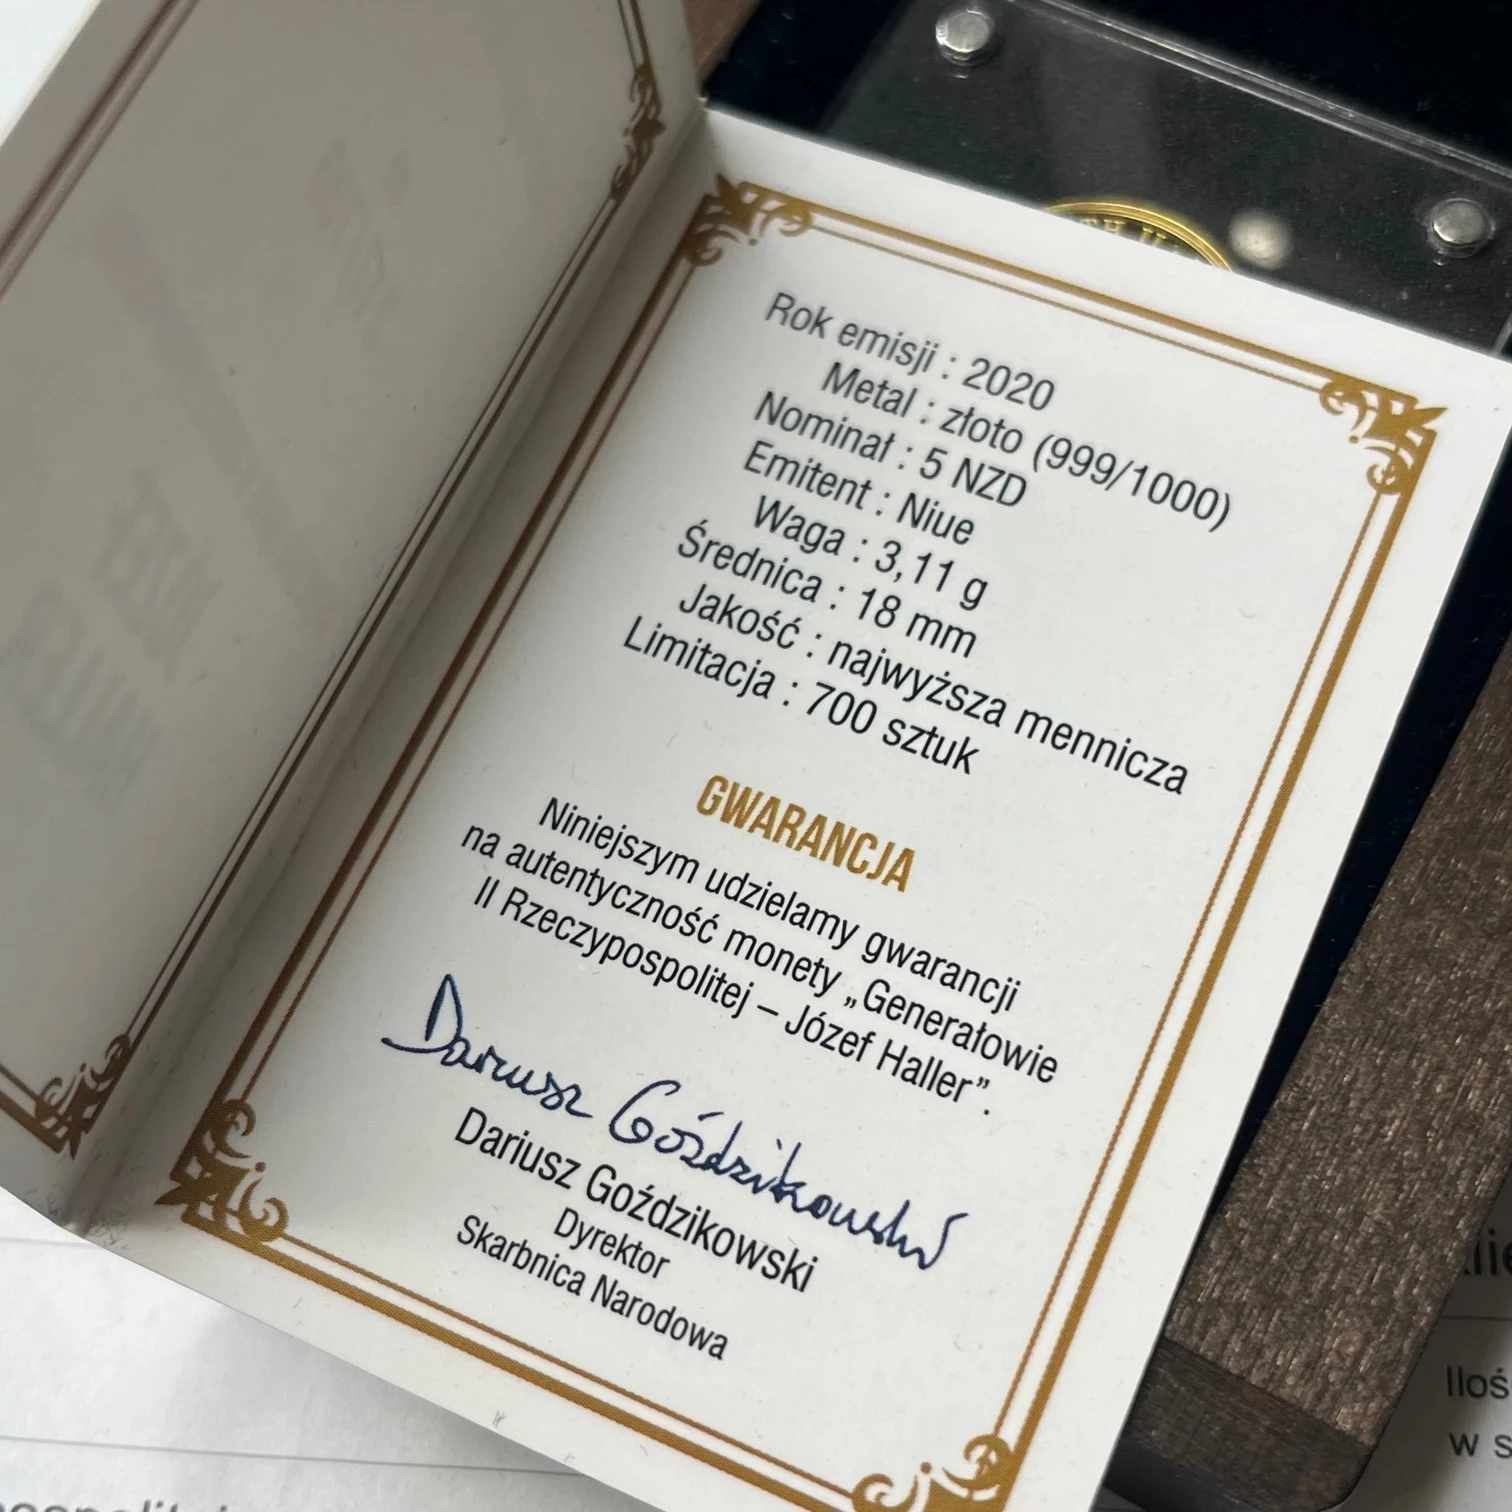 Rok emisji : 2020
Metal : złoto (999/1000)
Nominał : 5 NZD
Emitent : Niue
Waga : 3,11 g
Średnica : 18 mm
Jakość : najwyższa mennicza
Limitacja : 700 sztuk
GWARANCJA
Niniejszym udzielamy gwarancji
na autentyczność monety „Generałowie
II Rzeczypospolitej – Józef Haller”.
Dariusz Goździkowski
Dariusz Goździkowski
Dyrektor
Skarbnica Narodowa
w s